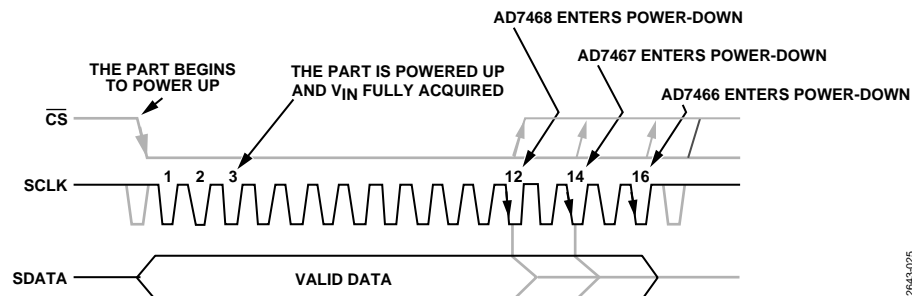 AD7468 ENTERS POWER-DOWN
AD7467 ENTERS POWER-DOWN
THE PART BEGINS
TO POWER UP
THE PART IS POWERED UP
AND VIN FULLY ACQUIRED
AD7466 ENTERS POWER-DOWN
CS
SCLK
1 2 3 12 14 16
SDATA
VALID DATA